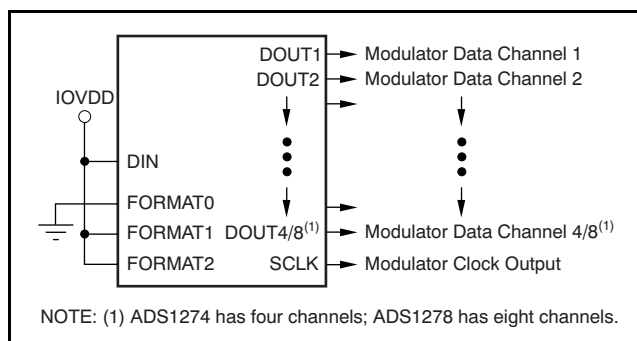 DOUT1 Modulator Data Channel 1
DOUT2 Modulator Data Channel 2
IOVDD
DIN
FORMAT0
FORMAT1 DOUT4/8(1) Modulator Data Channel 4/8(1)
FORMAT2 SCLK Modulator Clock Output
NOTE: (1) ADS1274 has four channels; ADS1278 has eight channels.